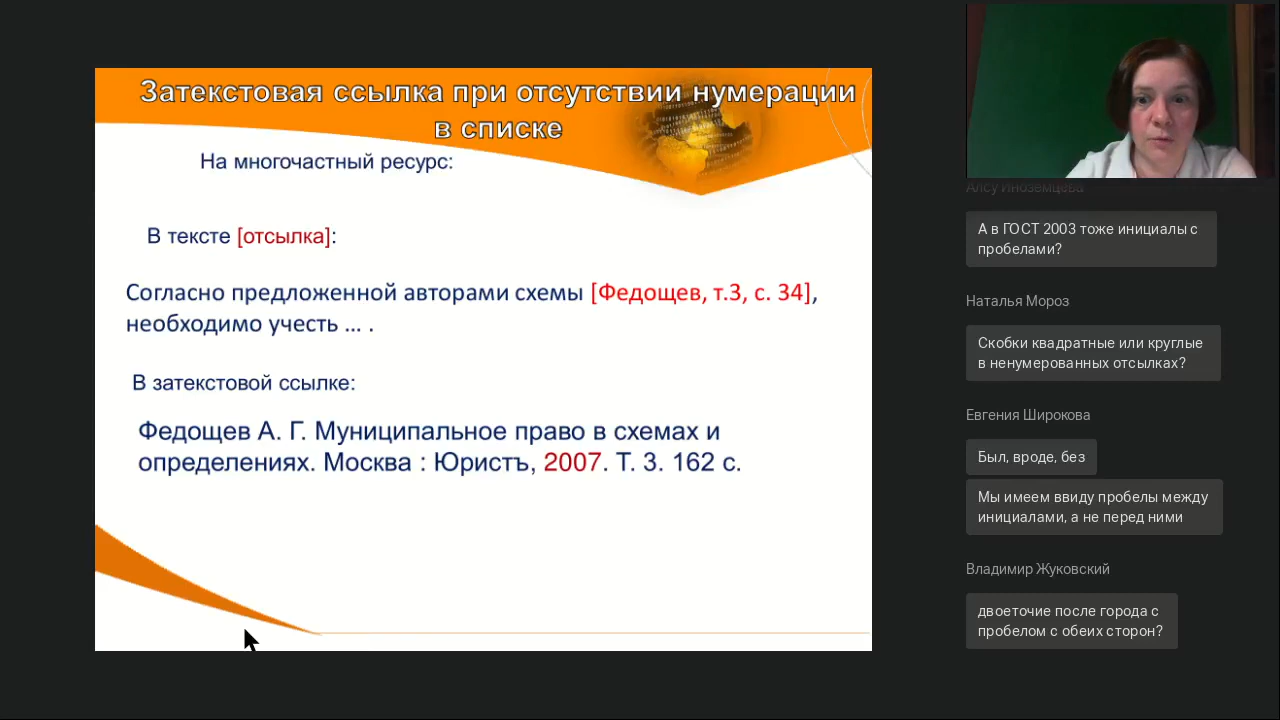 Затекстовая ссылка при отсутствии нумерации
в списке
На многочастный ресурс:
В тексте [отсылка]:
Согласно предложенной авторами схемы [Федощев, т.3, с. 34],
необходимо учесть ... .
В затекстовой ссылке:
Федощев А. Г. Муниципальное право в схемах и
определениях. Москва : Юристъ, 2007. Т. 3. 162 с.
Алсу Иноземцева
А в ГОСТ 2003 тоже инициалы с
пробелами?
Наталья Мороз
Скобки квадратные или круглые
в ненумерованных отсылках?
Евгения Широкова
Был, вроде, без
Мы имеем ввиду пробелы между
инициалами, а не перед ними
Владимир Жуковский
двоеточие после города с
пробелом с обеих сторон?